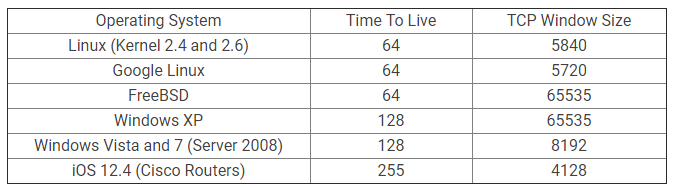 Operating System Time To Live TCP Window Size
Linux (Kernel 2.4 and 2.6) 64 5840
Google Linux 64 5720
FreeBSD 64 65535
Windows XP 128 65535
Windows Vista and 7 (Server 2008) 128 8192
iOS 12.4 (Cisco Routers) 255 4128